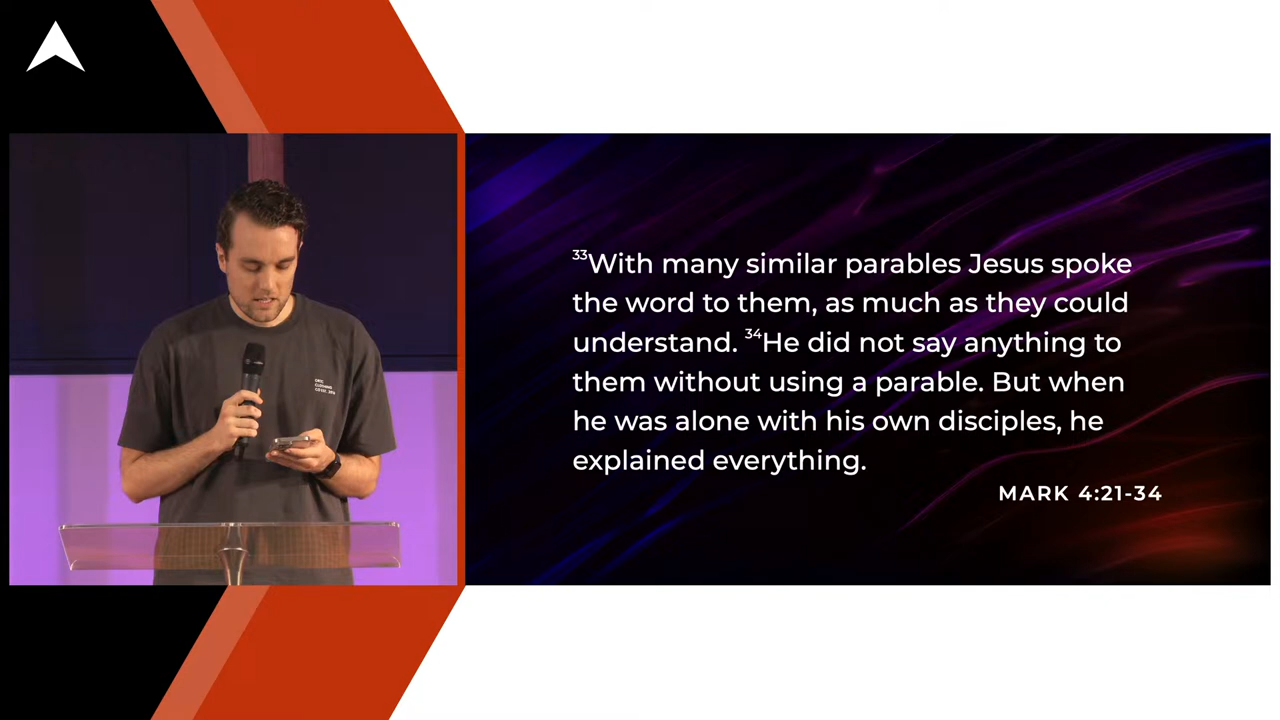 ³³With many similar parables Jesus spoke
the word to them, as much as they could
understand. ³⁴He did not say anything to
them without using a parable. But when
he was alone with his own disciples, he
explained everything.
MARK 4:21-34